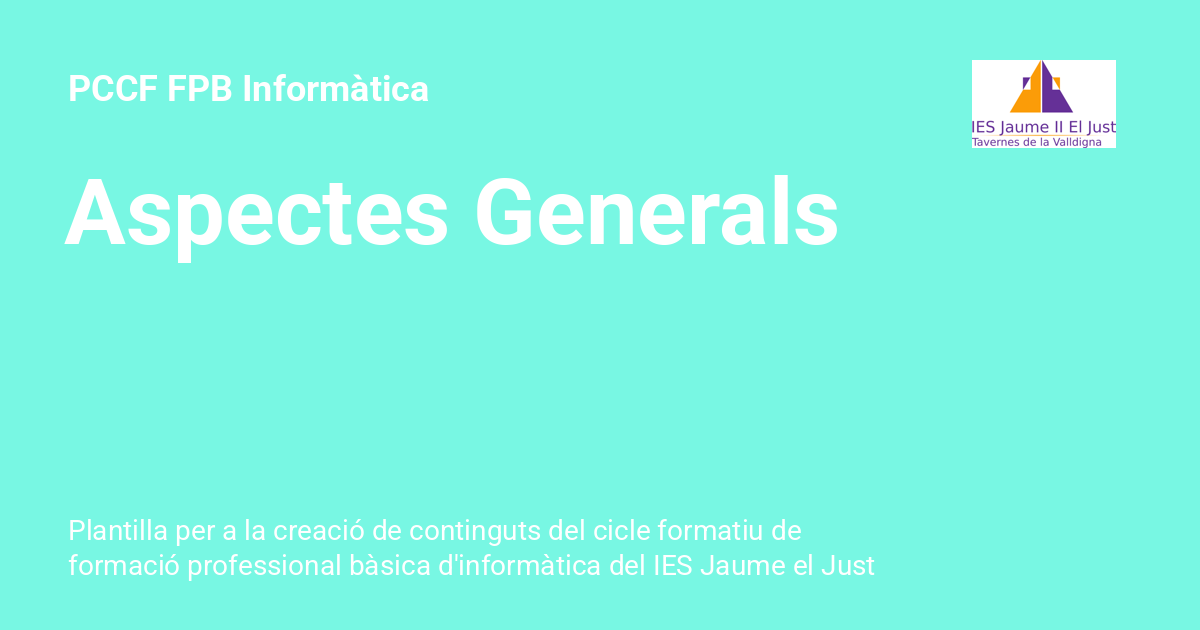 PCCF FPB Informàtica
IES Jaume II El Just
Tavernes de la Valldigna
Aspectes Generals
Plantilla per a la creació de continguts del cicle formatiu de
formació professional bàsica d'informàtica del IES Jaume el Just